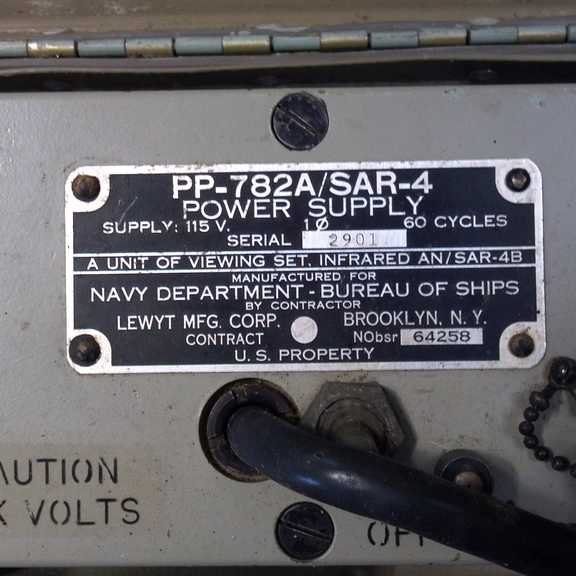 PP-782A/SAR-4
POWER SUPPLY
SUPPLY: 115 V. 1Ø 60 CYCLES
SERIAL 2901
A UNIT OF VIEWING SET, INFRARED AN/SAR-4B
MANUFACTURED FOR
NAVY DEPARTMENT - BUREAU OF SHIPS
BY CONTRACTOR
LEWYT MFG. CORP. BROOKLYN, N. Y.
CONTRACT NObsr 64258
U.S. PROPERTY
AUTION
VOLTS
OF